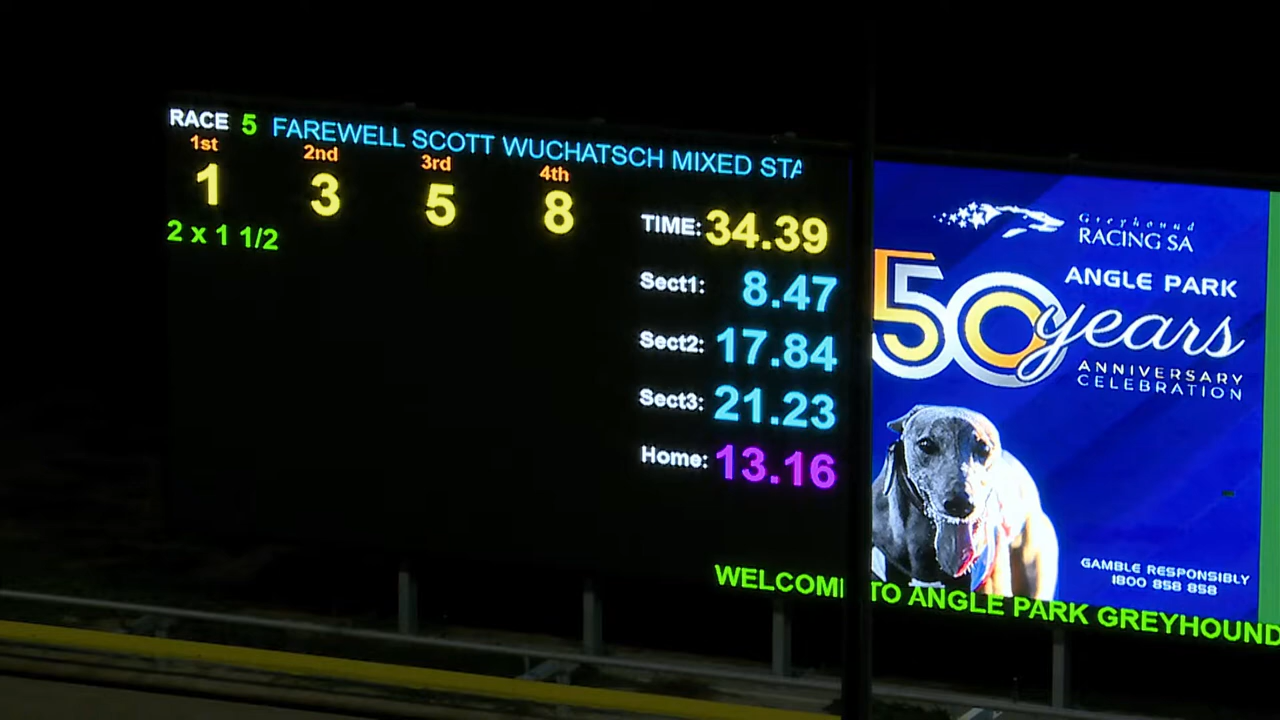 RACE 5 FAREWELL SCOTT WUCHATSCH MIXED STA
1st 2nd 3rd 4th
1 3 5 8
2 x 1 1/2
TIME: 34.39
Sect1: 8.47
Sect2: 17.84
Sect3: 21.23
Home: 13.16
Greyhound
RACING SA
ANGLE PARK
50 years
ANNIVERSARY
CELEBRATION
GAMBLE RESPONSIBLY
1800 858 858
WELCOM TO ANGLE PARK GREYHOUND